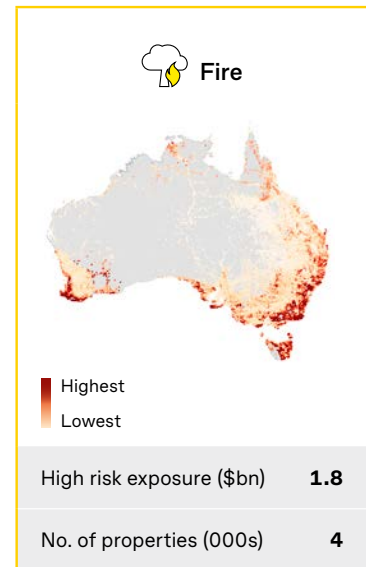 Fire
Highest
Lowest
High risk exposure ($bn) 1.8
No. of properties (000s) 4